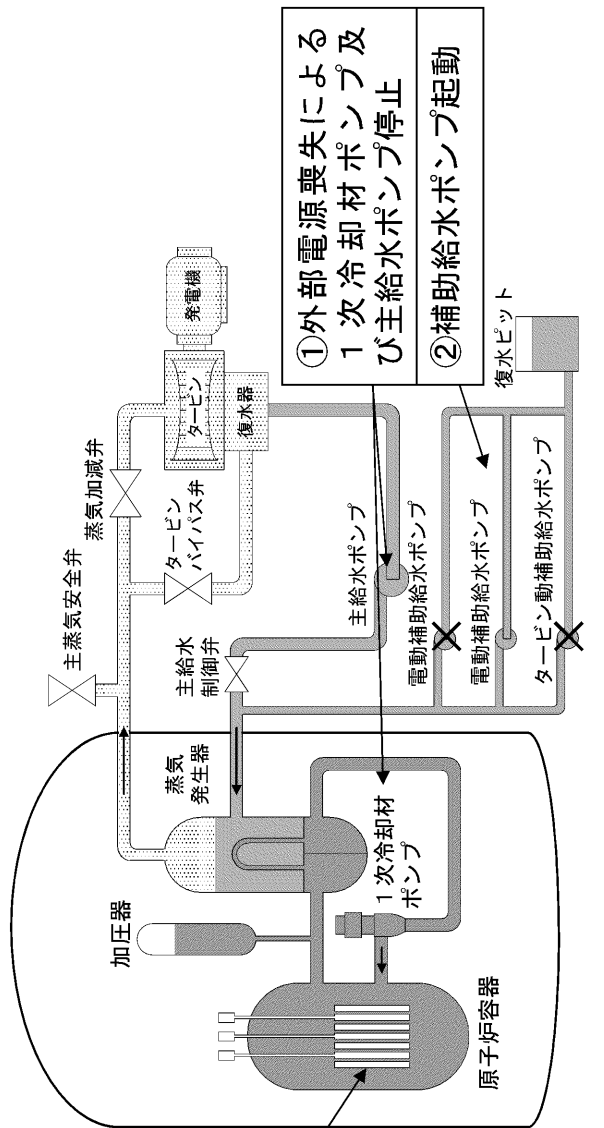 ①外部電源喪失による
１次冷却材ポンプ及
び主給水ポンプ停止
②補助給水ポンプ起動
発電機
タービン
復水器
復水ピット
蒸気加減弁
タービン
バイパス弁
主蒸気安全弁
主給水
制御弁
主給水ポンプ
電動補助給水ポンプ
電動補助給水ポンプ
タービン動補助給水ポンプ
蒸気
発生器
１次冷却材
ポンプ
加圧器
原子炉容器